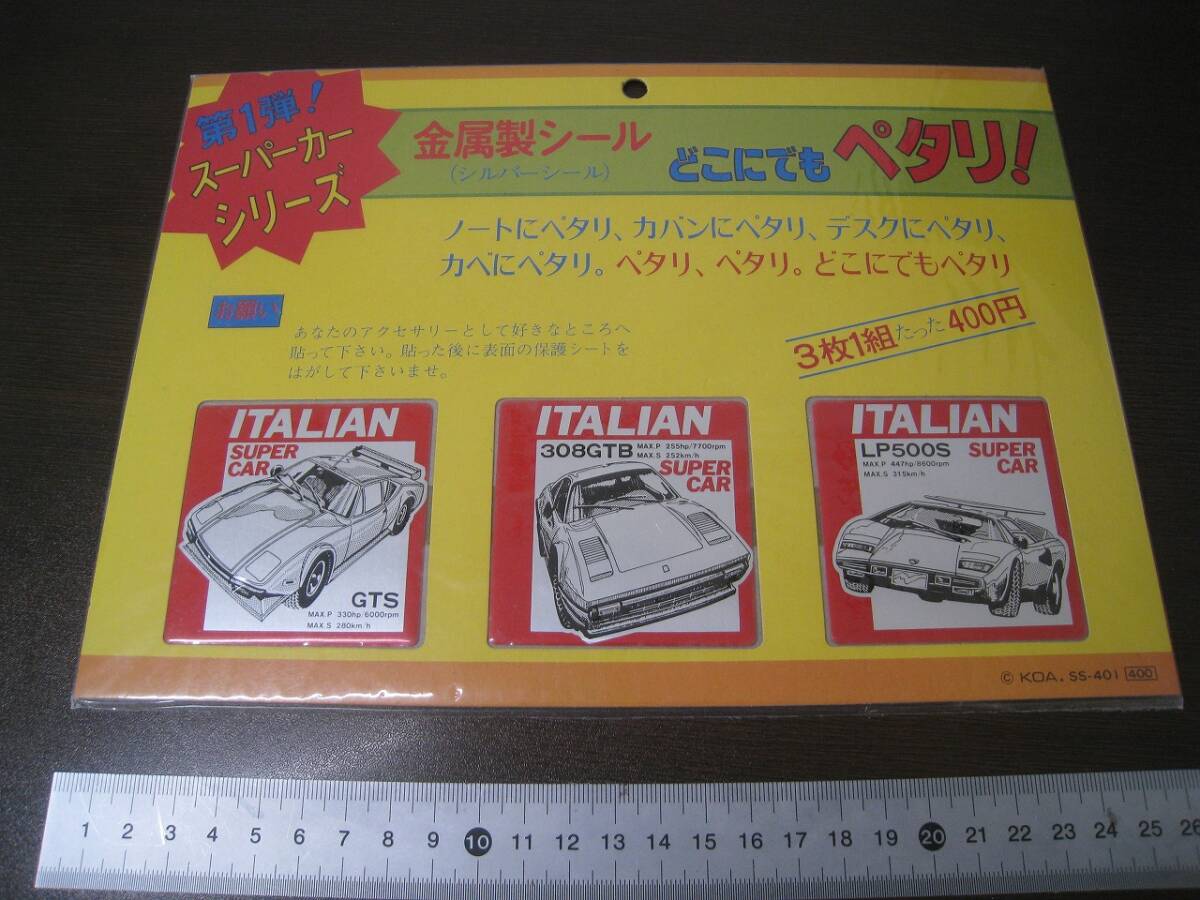 第1弾!
スーパーカー
シリーズ
金属製シール
(シルバーシール)
どこにでも ペタリ!
ノートにペタリ、カバンにペタリ、デスクにペタリ、
カベにペタリ。ペタリ、ペタリ。どこにでもペタリ
お願い
あなたのアクセサリーとして好きなところへ
貼って下さい。貼った後に表面の保護シートを
はがして下さいませ。
3枚1組たった400円
ITALIAN
SUPER
CAR
GTS
MAX.P 330hp/6000rpm
MAX.S 280km/h
ITALIAN
308GTB
MAX.P 255hp/7700rpm
MAX.S 252km/h
SUPER
CAR
ITALIAN
LP500S
MAX.P 447hp/8600rpm
MAX.S 315km/h
SUPER
CAR
© KOA. SS-401 400
1 2 3 4 5 6 7 8 9 10 11 12 13 14 15 16 17 18 19 20 21 22 23 24 25 26